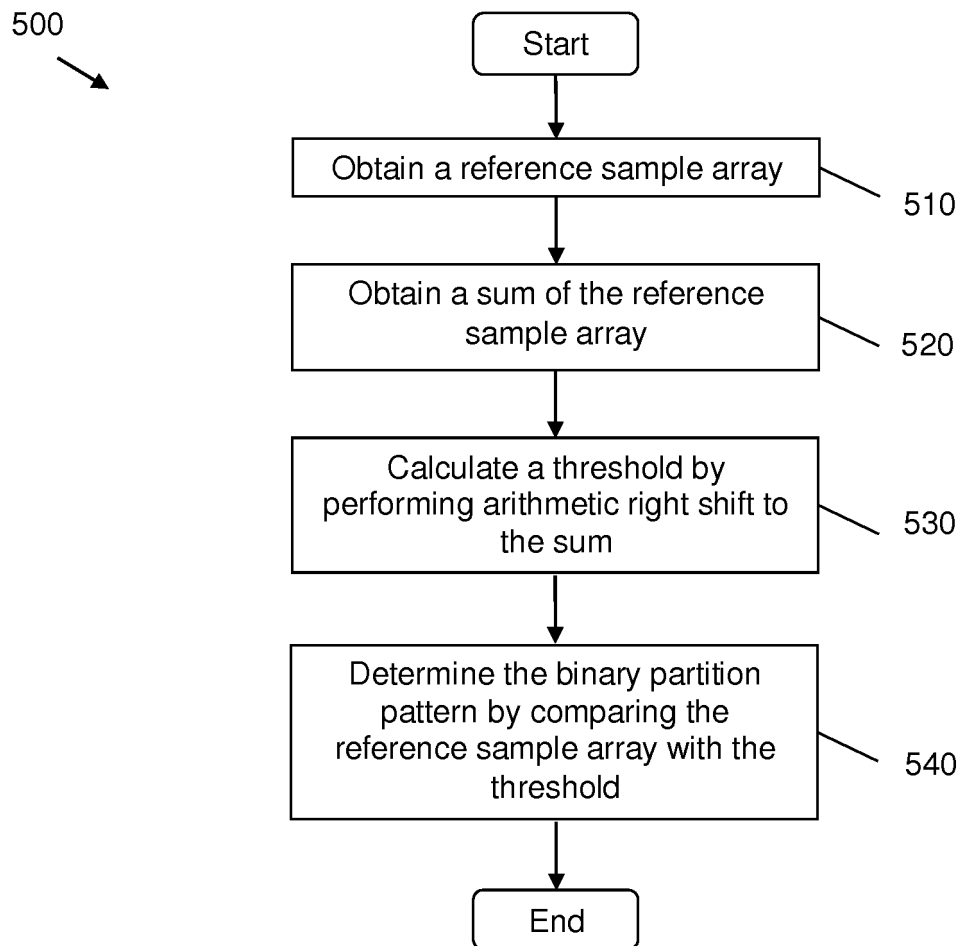 500
Start
Obtain a reference sample array
510
Obtain a sum of the reference
sample array
520
Calculate a threshold by
performing arithmetic right shift to
the sum
530
Determine the binary partition
pattern by comparing the
reference sample array with the
threshold
540
End